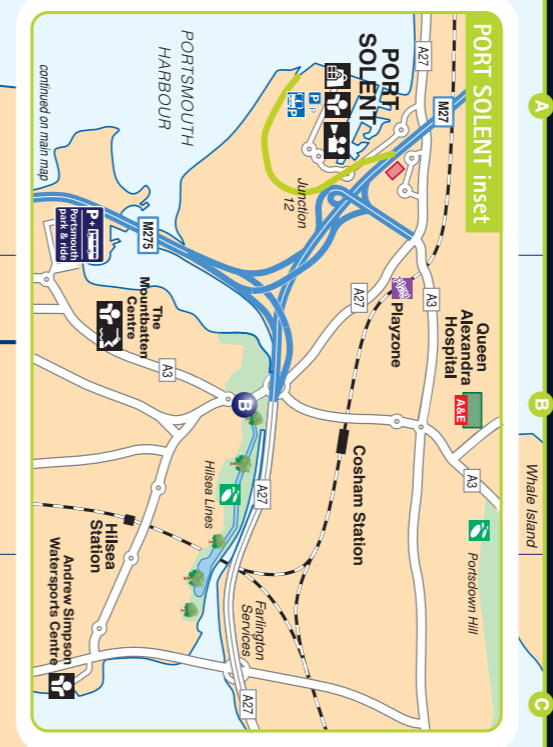 PORT SOLENT inset
A
B
C
A27
M27
PORT
SOLENT
P
P
PORTSMOUTH
HARBOUR
continued on main map
Junction
12
M275
P+
Portsmouth
park & ride
The
Mountbatten
Centre
A3
B
A27
Play
Playzone
A3
Queen
Alexandra
Hospital
A&E
A3
Whale Island
Portsdown Hill
Cosham Station
A27
Hilsea Lines
Hilsea
Station
Farlington
Services
A27
Andrew Simpson
Watersports Centre